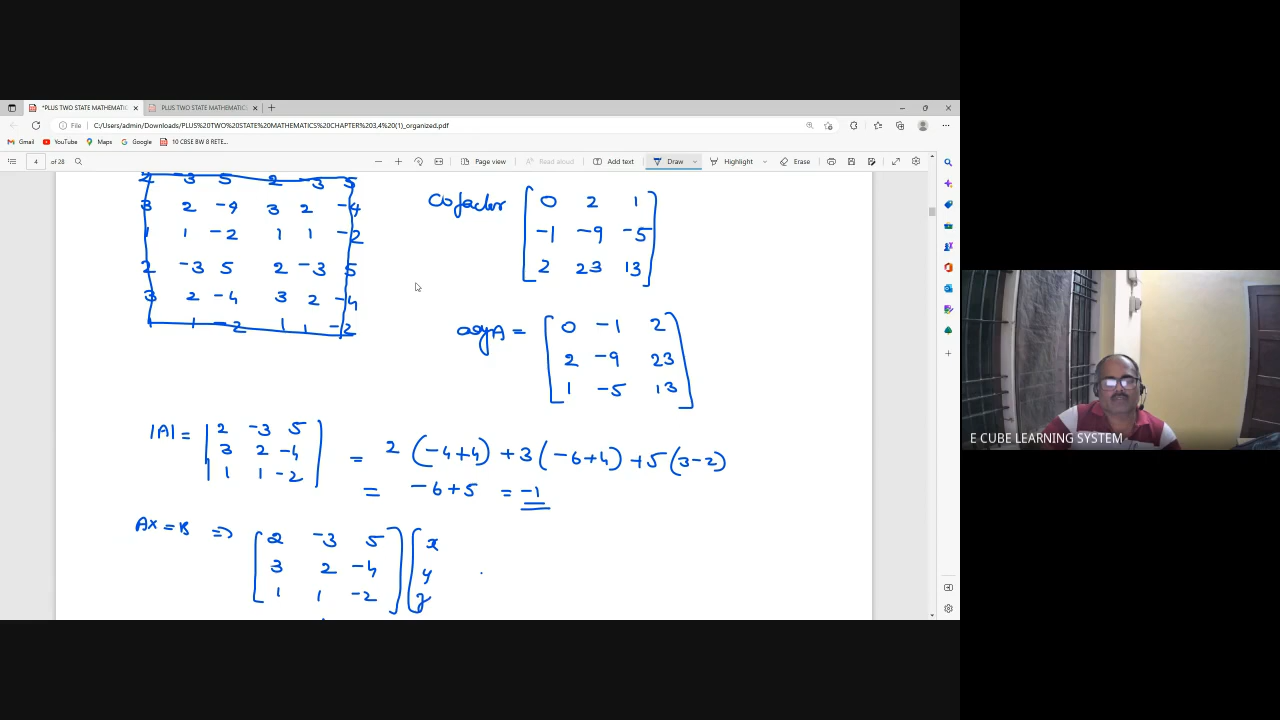 *PLUS TWO STATE MATHEMATIC
PLUS TWO STATE MATHEMATICS
File C:/Users/admin/Downloads/PLUS%20TWO%20STATE%20MATHEMATICS%20CHAPTER%203,4%20(1)_organized.pdf
Gmail YouTube Maps Google 10 CBSE BW 8 RETE...
4 of 28 Page view Read aloud Add text Draw Highlight Erase
2 -3 5 2 -3 5
3 2 -4 3 2 -4
1 1 -2 1 1 -2
2 -3 5 2 -3 5
3 2 -4 3 2 -4
1 1 -2 1 1 -2
Cofactor
0 2 1
-1 -9 -5
2 23 13
adjA =
0 -1 2
2 -9 23
1 -5 13
|A| =
2 -3 5
3 2 -4
1 1 -2
= 2 (-4+4) +3 (-6+4) +5 (3-2)
= -6+5 = -1
AX = B ⇒
2 -3 5
3 2 -4
1 1 -2
x
y
z
E CUBE LEARNING SYSTEM